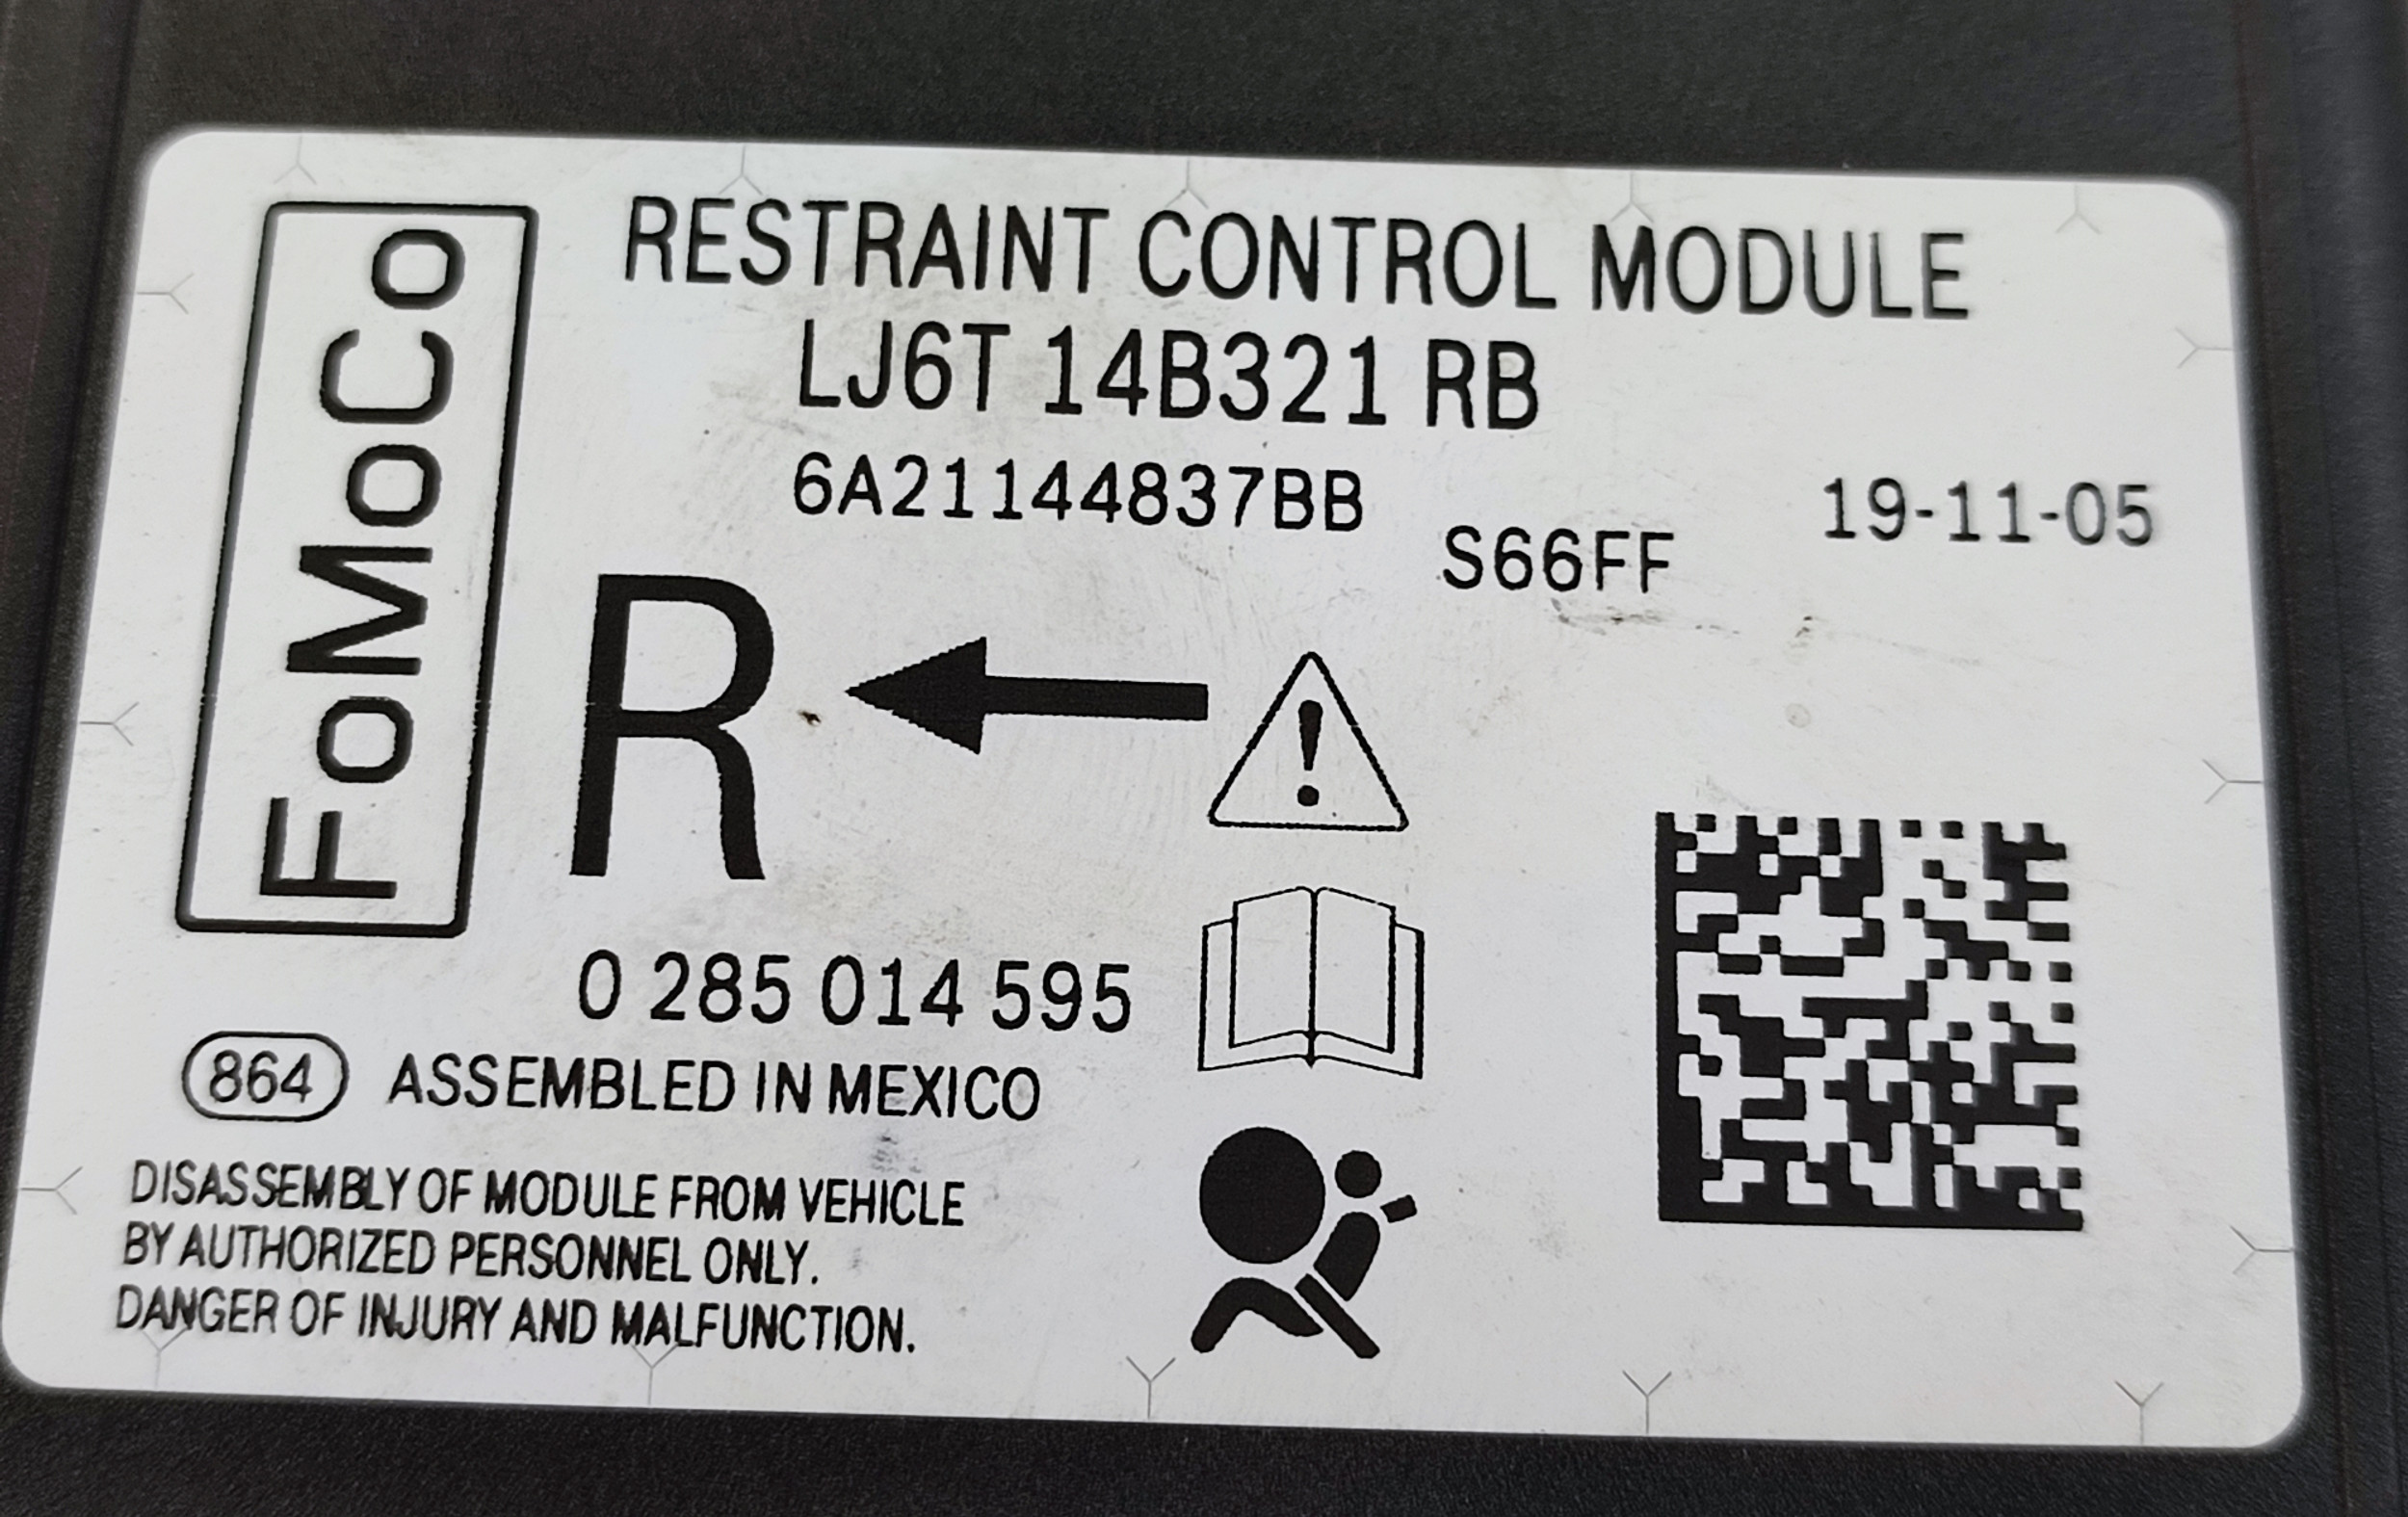 FoMoCo
RESTRAINT CONTROL MODULE
LJ6T 14B321 RB
6A21144837BB
S66FF
19-11-05
R
0 285 014 595
864 ASSEMBLED IN MEXICO
DISASSEMBLY OF MODULE FROM VEHICLE
BY AUTHORIZED PERSONNEL ONLY.
DANGER OF INJURY AND MALFUNCTION.